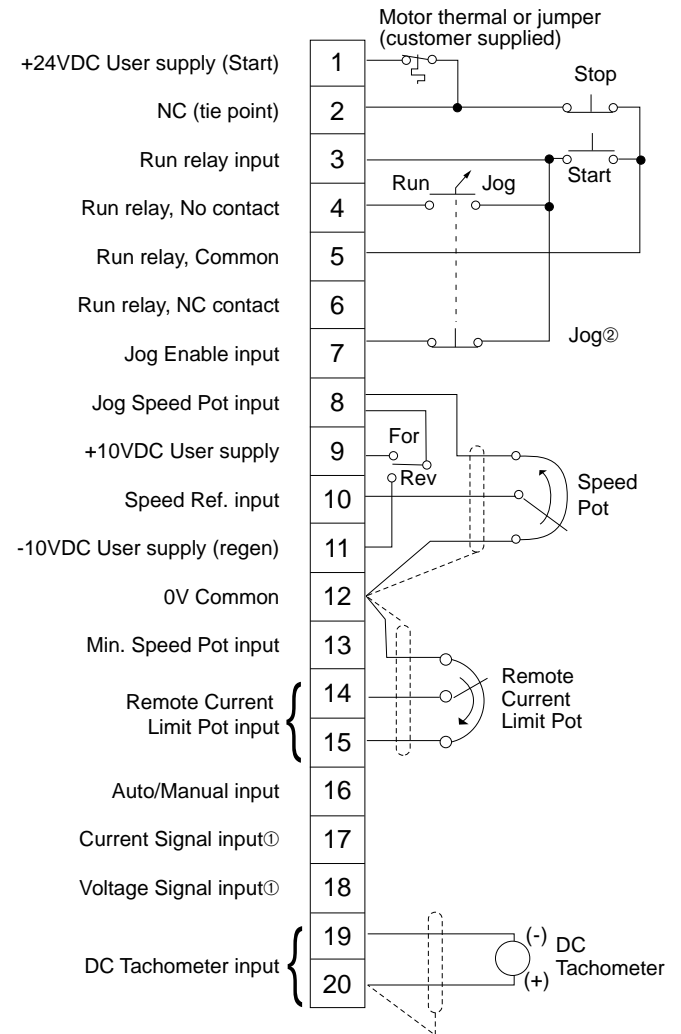 Motor thermal or jumper
(customer supplied)
+24VDC User supply (Start) 1
Stop
NC (tie point) 2
Run relay input 3
Start
Run Jog
Run relay, No contact 4
Run relay, Common 5
Run relay, NC contact 6
Jog Enable input 7
Jog②
Jog Speed Pot input 8
+10VDC User supply 9
For
Rev
Speed
Pot
Speed Ref. input 10
-10VDC User supply (regen) 11
0V Common 12
Min. Speed Pot input 13
Remote Current
Limit Pot input
14
15
Remote
Current
Limit Pot
Auto/Manual input 16
Current Signal input① 17
Voltage Signal input① 18
DC Tachometer input
19
20
(-)
(+)
DC
Tachometer